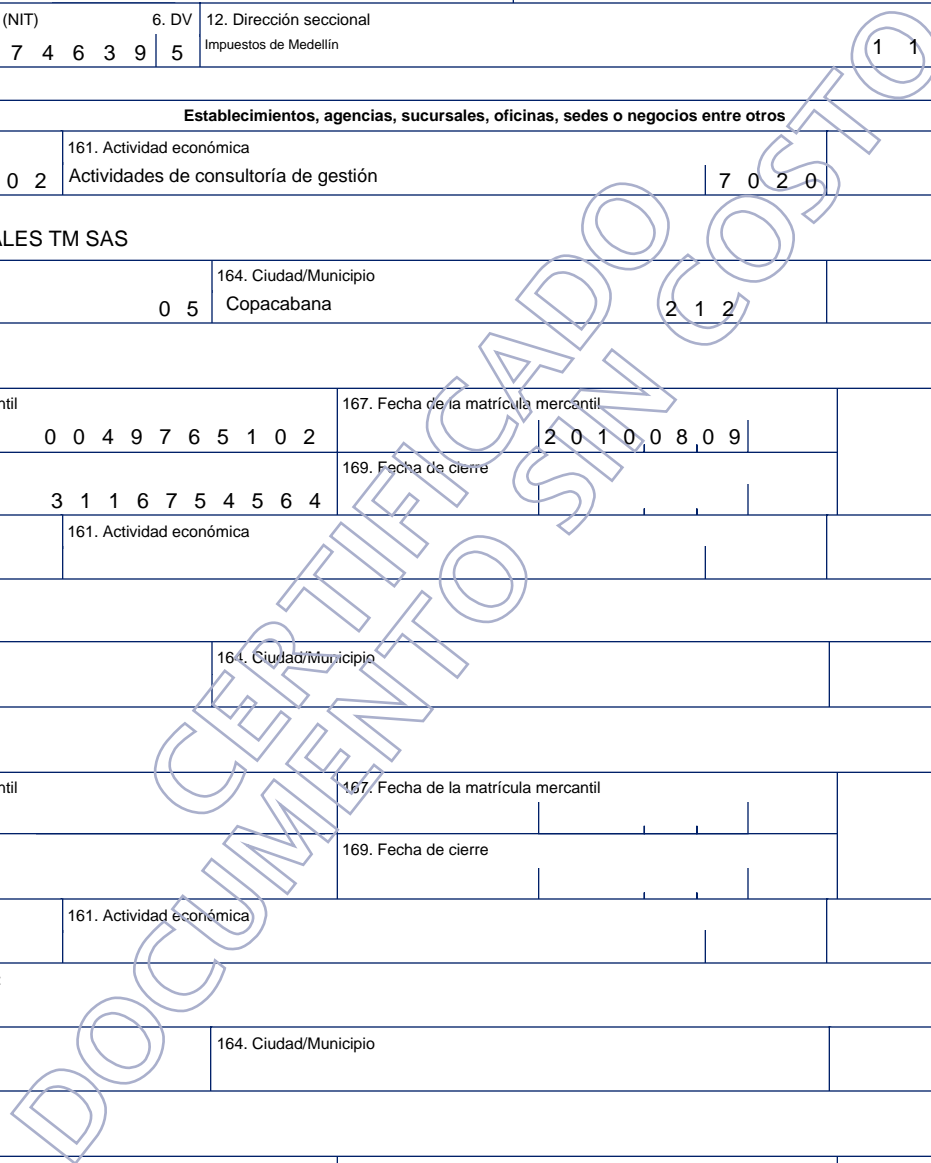 (NIT) 6. DV 12. Dirección seccional
7 4 6 3 9 5 Impuestos de Medellín 1 1
Establecimientos, agencias, sucursales, oficinas, sedes o negocios entre otros
161. Actividad económica
0 2 Actividades de consultoría de gestión 7 0 2 0
ALES TM SAS
164. Ciudad/Municipio
0 5 Copacabana 2 1 2
ntil 167. Fecha de la matrícula mercantil
0 0 4 9 7 6 5 1 0 2 2 0 1 0 0 8 0 9
169. Fecha de cierre
3 1 1 6 7 5 4 5 6 4
161. Actividad económica
164. Ciudad/Municipio
ntil 167. Fecha de la matrícula mercantil
169. Fecha de cierre
161. Actividad económica
164. Ciudad/Municipio
CERTIFICADO
DOCUMENTO SIN COSTO